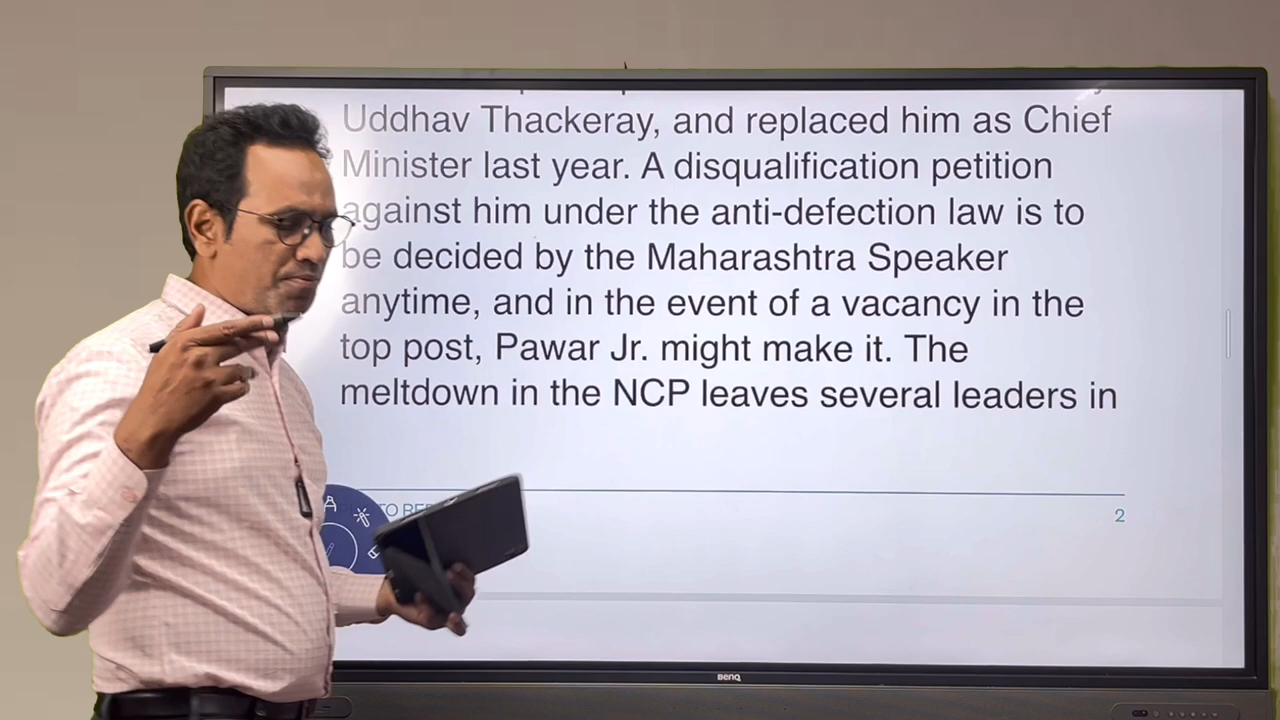 Uddhav Thackeray, and replaced him as Chief
Minister last year. A disqualification petition
against him under the anti-defection law is to
be decided by the Maharashtra Speaker
anytime, and in the event of a vacancy in the
top post, Pawar Jr. might make it. The
meltdown in the NCP leaves several leaders in
TO
2
BenQ